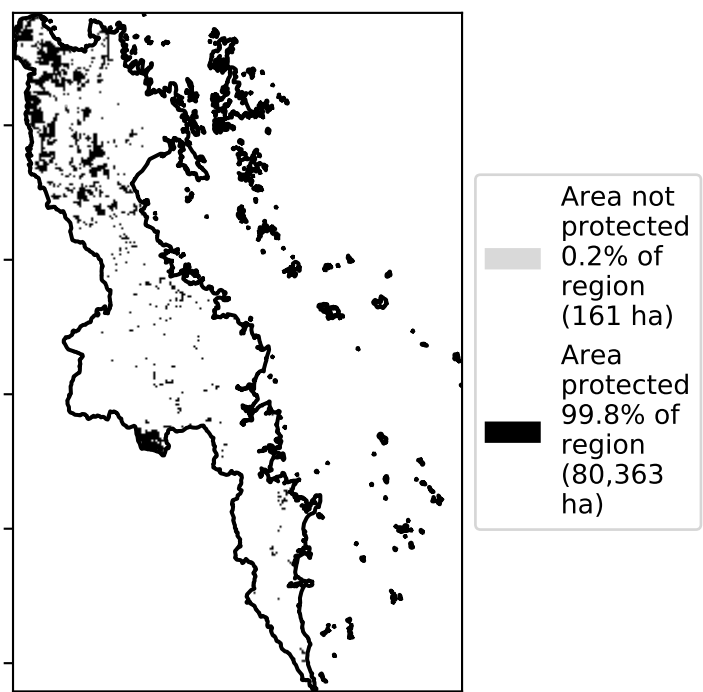 Area not
protected
0.2% of
region
(161 ha)
Area
protected
99.8% of
region
(80,363
ha)